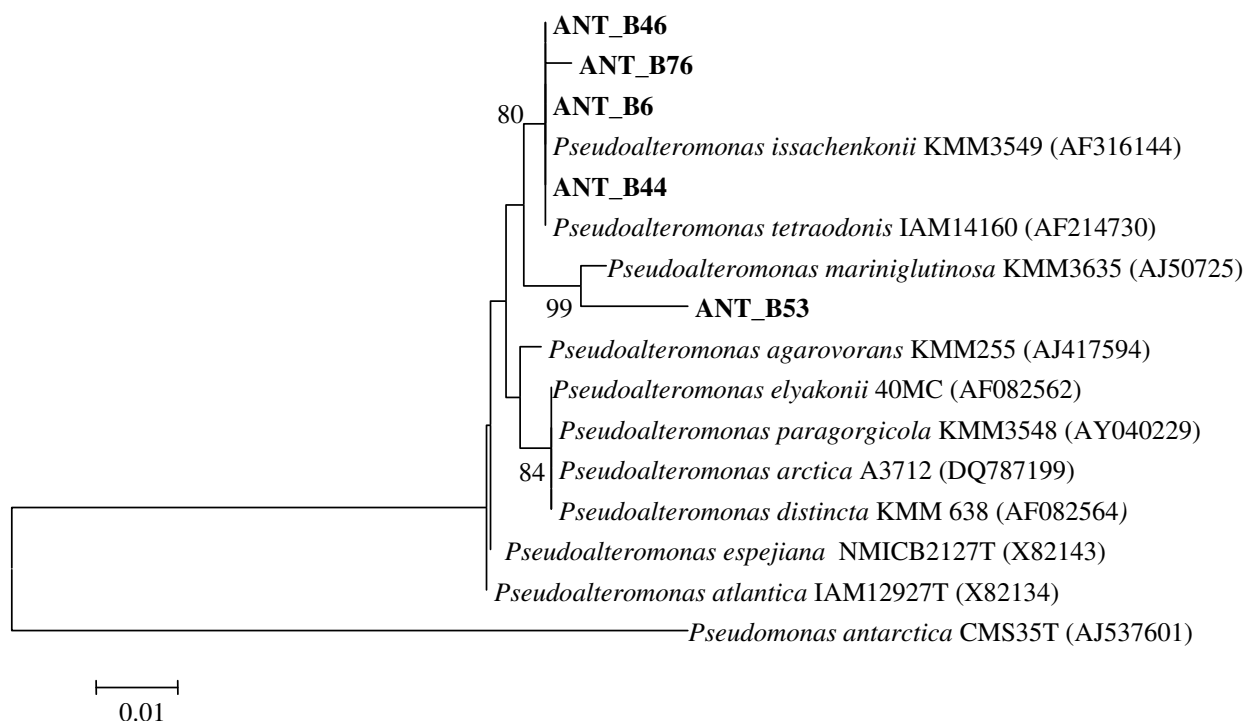 ANT_B46
ANT_B76
80
ANT_B6
Pseudoalteromonas issachenkonii KMM3549 (AF316144)
ANT_B44
Pseudoalteromonas tetraodonis IAM14160 (AF214730)
Pseudoalteromonas mariniglutinosa KMM3635 (AJ50725)
99
ANT_B53
Pseudoalteromonas agarovorans KMM255 (AJ417594)
Pseudoalteromonas elyakonii 40MC (AF082562)
Pseudoalteromonas paragorgicola KMM3548 (AY040229)
84
Pseudoalteromonas arctica A3712 (DQ787199)
Pseudoalteromonas distincta KMM 638 (AF082564)
Pseudoalteromonas espejiana NMICB2127T (X82143)
Pseudoalteromonas atlantica IAM12927T (X82134)
Pseudomonas antarctica CMS35T (AJ537601)
0.01